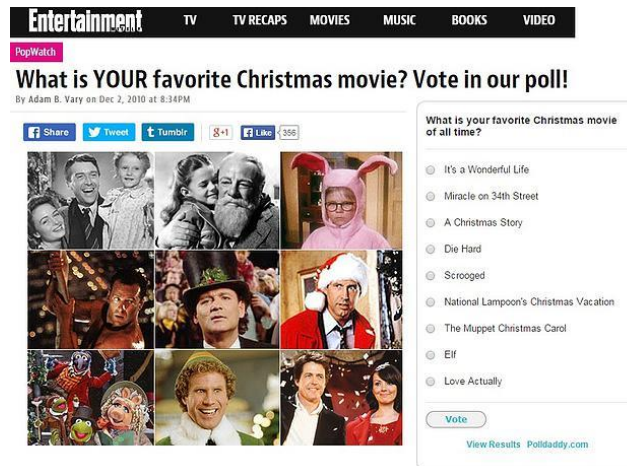 Entertainment TV TV RECAPS MOVIES MUSIC BOOKS VIDEO
PopWatch
What is YOUR favorite Christmas movie? Vote in our poll!
By Adam B. Vary on Dec 2, 2010 at 8:34PM
Share Tweet Tumblr g+1 Like 356
What is your favorite Christmas movie
of all time?
It's a Wonderful Life
Miracle on 34th Street
A Christmas Story
Die Hard
Scrooged
National Lampoon's Christmas Vacation
The Muppet Christmas Carol
Elf
Love Actually
Vote
View Results Polldaddy.com